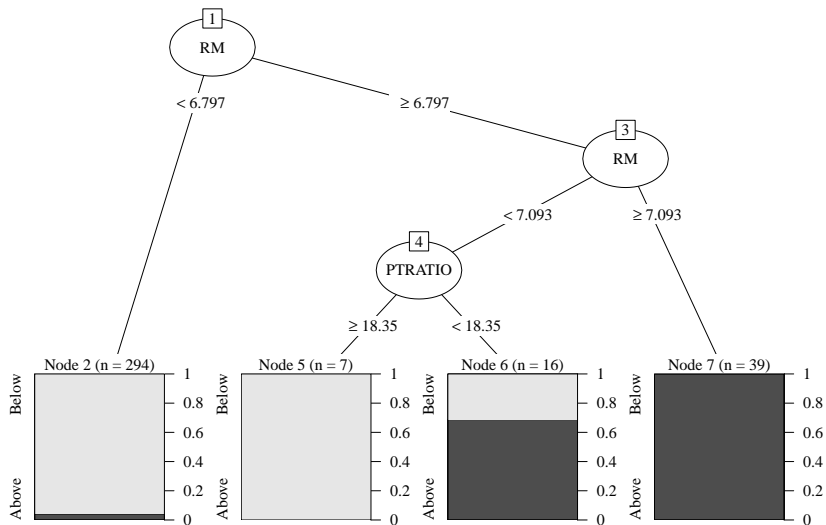 1
RM
< 6.797
≥ 6.797
3
RM
< 7.093
≥ 7.093
4
PTRATIO
≥ 18.35
< 18.35
Node 2 (n = 294)
Below
Above
1
0.8
0.6
0.4
0.2
0
Node 5 (n = 7)
Below
Above
1
0.8
0.6
0.4
0.2
0
Node 6 (n = 16)
Below
Above
1
0.8
0.6
0.4
0.2
0
Node 7 (n = 39)
Below
Above
1
0.8
0.6
0.4
0.2
0